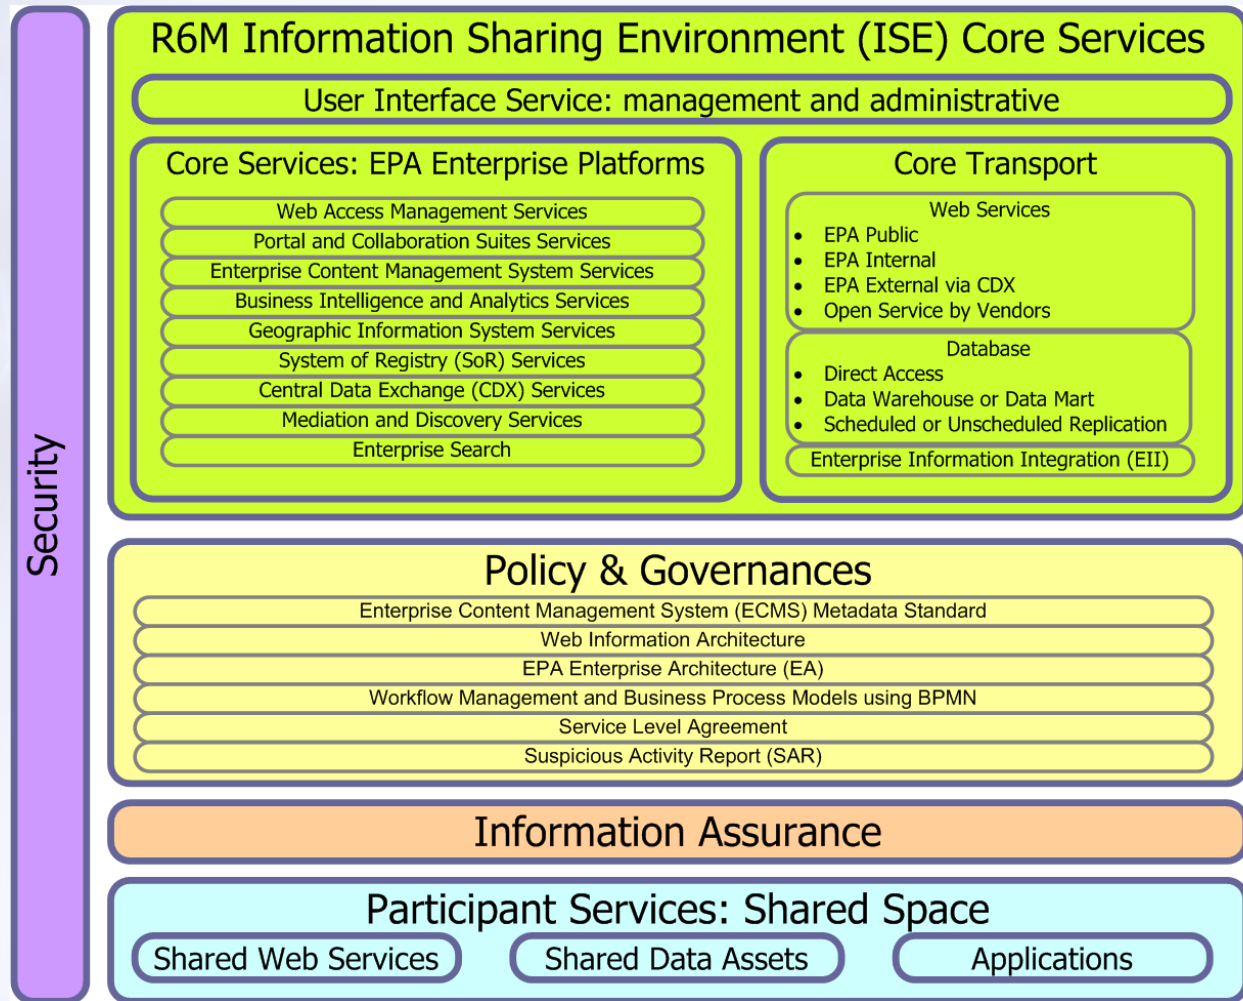 Security
R6M Information Sharing Environment (ISE) Core Services
User Interface Service: management and administrative
Core Services: EPA Enterprise Platforms
Web Access Management Services
Portal and Collaboration Suites Services
Enterprise Content Management System Services
Business Intelligence and Analytics Services
Geographic Information System Services
System of Registry (SoR) Services
Central Data Exchange (CDX) Services
Mediation and Discovery Services
Enterprise Search
Core Transport
Web Services
• EPA Public
• EPA Internal
• EPA External via CDX
• Open Service by Vendors
Database
• Direct Access
• Data Warehouse or Data Mart
• Scheduled or Unscheduled Replication
Enterprise Information Integration (EII)
Policy & Governances
Enterprise Content Management System (ECMS) Metadata Standard
Web Information Architecture
EPA Enterprise Architecture (EA)
Workflow Management and Business Process Models using BPMN
Service Level Agreement
Suspicious Activity Report (SAR)
Information Assurance
Participant Services: Shared Space
Shared Web Services
Shared Data Assets
Applications